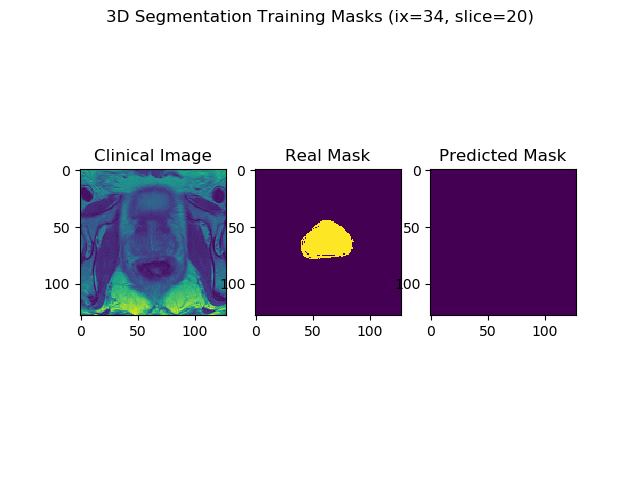 3D Segmentation Training Masks (ix=34, slice=20)
Clinical Image Real Mask Predicted Mask
0 0 0
50 50 50
100 100 100
0 50 100 0 50 100 0 50 100